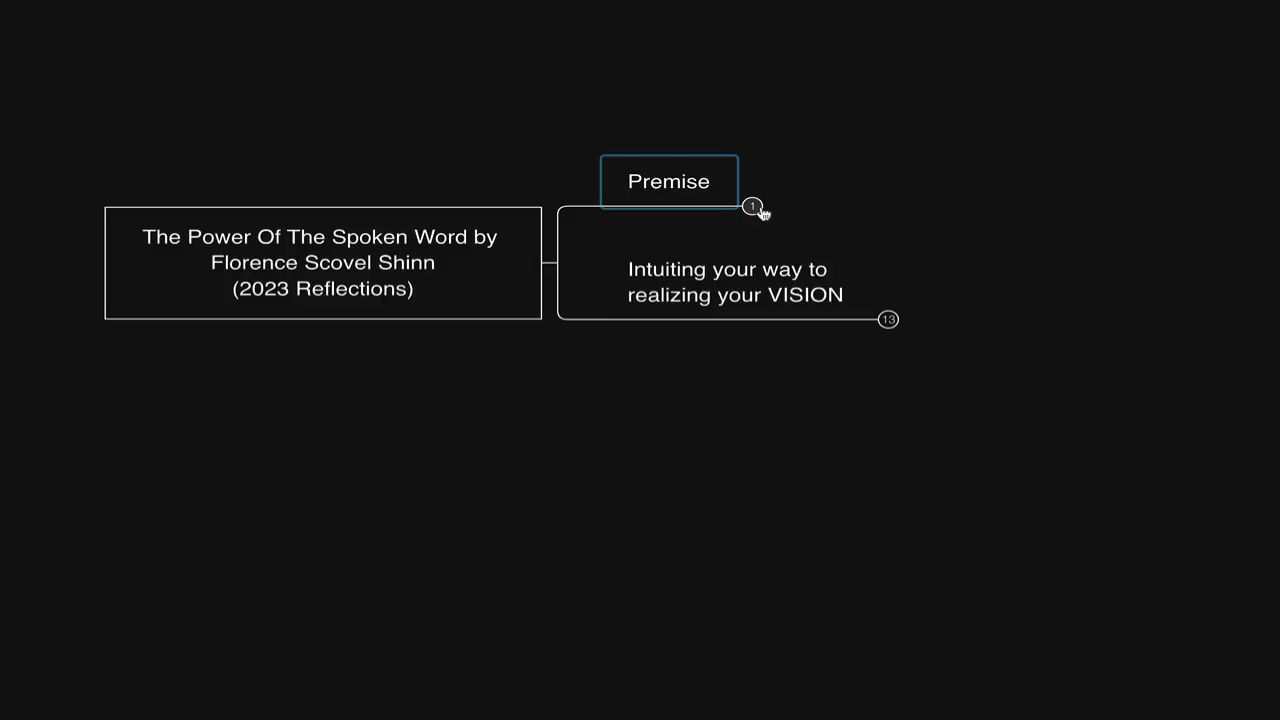 Premise
1
The Power Of The Spoken Word by
Florence Scovel Shinn
(2023 Reflections)
Intuiting your way to
realizing your VISION
13